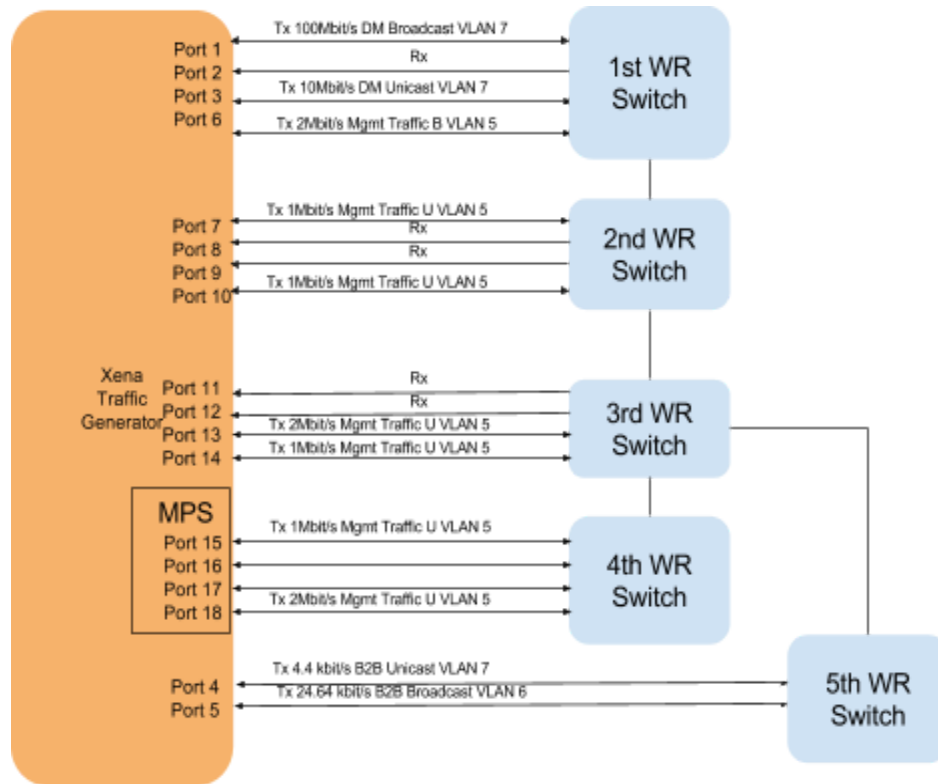 Tx 100Mbit/s DM Broadcast VLAN 7
Port 1
Rx
Port 2
1st WR
Switch
Tx 10Mbit/s DM Unicast VLAN 7
Port 3
Port 6
Tx 2Mbit/s Mgmt Traffic B VLAN 5
Tx 1Mbit/s Mgmt Traffic U VLAN 5
Port 7
Rx
Port 8
Rx
2nd WR
Switch
Port 9
Tx 1Mbit/s Mgmt Traffic U VLAN 5
Port 10
Xena
Traffic
Generator
Rx
Port 11
Rx
Port 12
3rd WR
Switch
Tx 2Mbit/s Mgmt Traffic U VLAN 5
Port 13
Tx 1Mbit/s Mgmt Traffic U VLAN 5
Port 14
MPS
Tx 1Mbit/s Mgmt Traffic U VLAN 5
Port 15
Port 16
4th WR
Switch
Port 17
Tx 2Mbit/s Mgmt Traffic U VLAN 5
Port 18
Tx 4.4 kbit/s B2B Unicast VLAN 7
Port 4
Tx 24.64 kbit/s B2B Broadcast VLAN 6
Port 5
5th WR
Switch